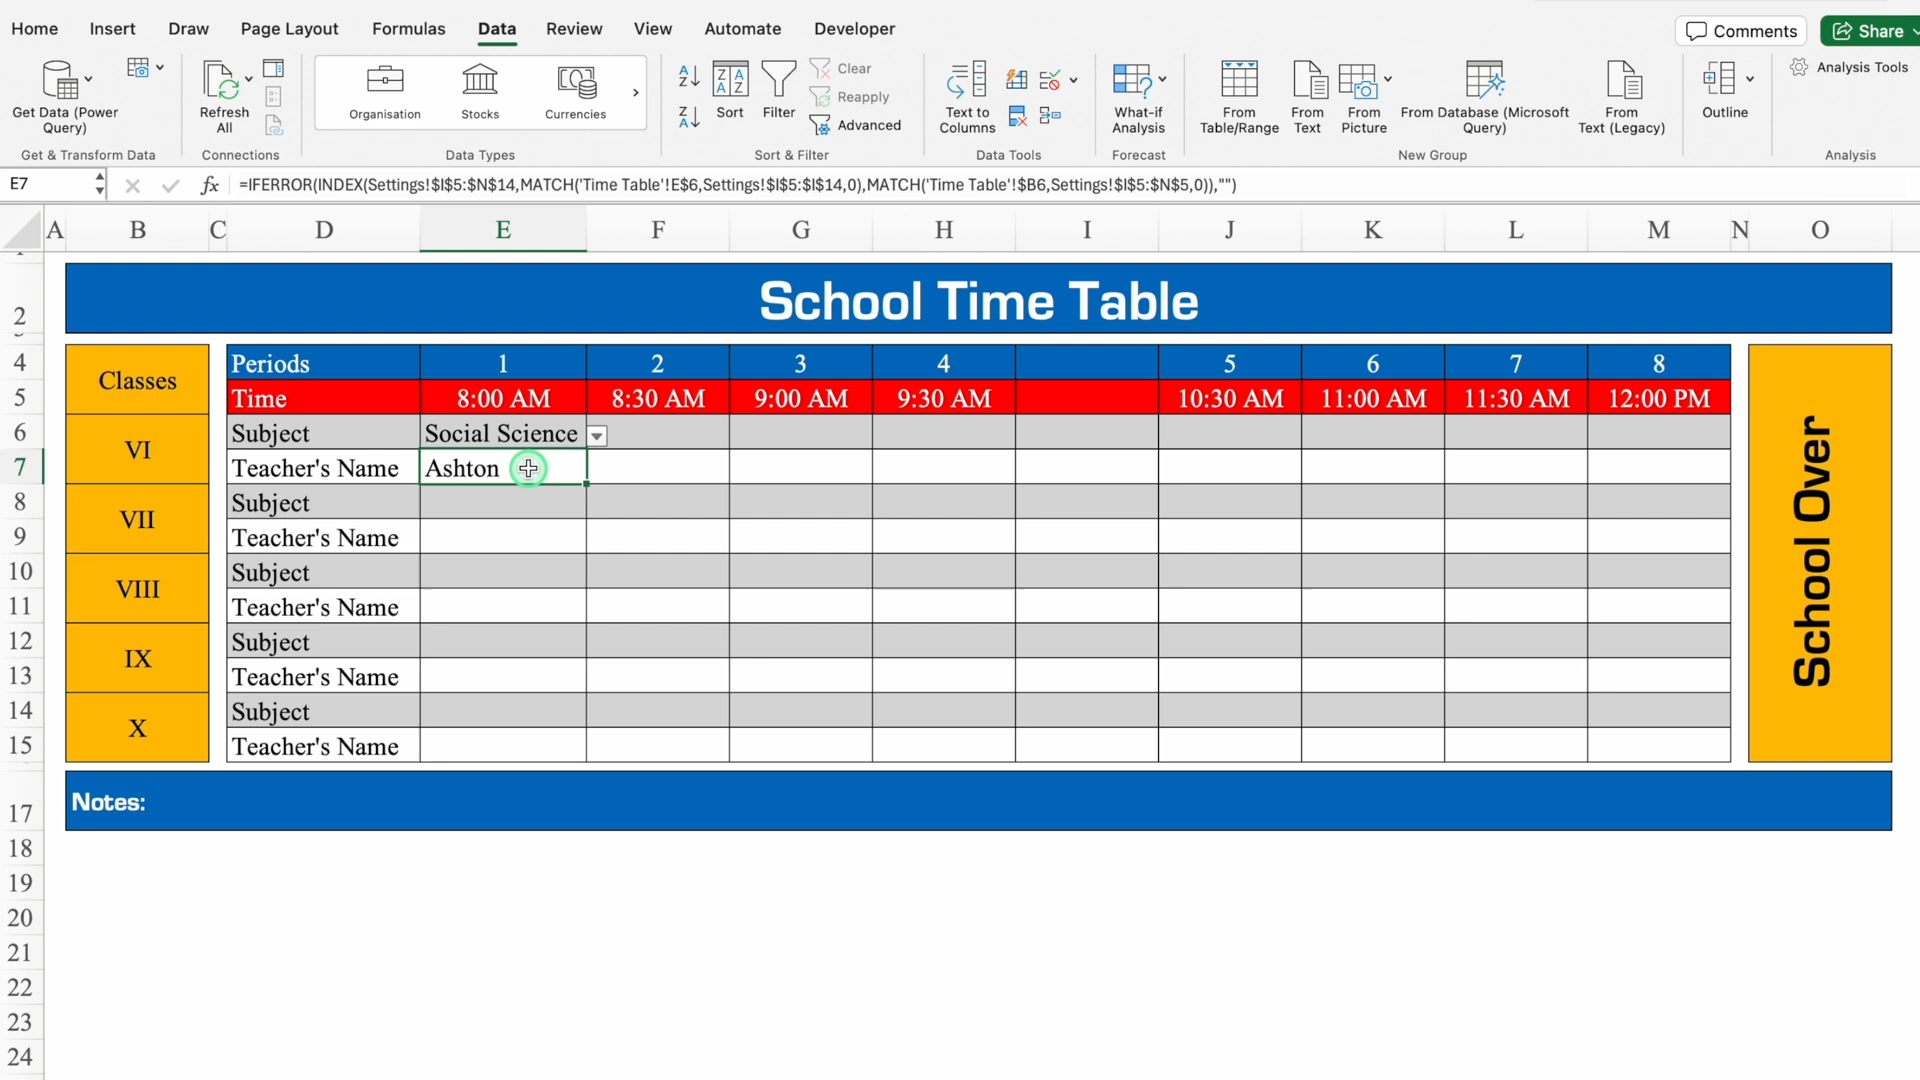 Home Insert Draw Page Layout Formulas Data Review View Automate Developer Comments Share
Get Data (Power Query)
Refresh All
Organisation Stocks Currencies
Sort Filter Clear
Reapply
Advanced
Text to Columns
What-if Analysis
From Table/Range
From Text
From Picture
From Database (Microsoft Query)
From Text (Legacy)
Outline
Analysis Tools
Get & Transform Data Connections Data Types Sort & Filter Data Tools Forecast New Group Analysis
E7 fx =IFERROR(INDEX(Settings!$I$5:$N$14,MATCH('Time Table'!E$6,Settings!$I$5:$I$14,0),MATCH('Time Table'!$B6,Settings!$I$5:$N$5,0)),"")
A B C D E F G H I J K L M N O
2 School Time Table
4 Classes Periods 1 2 3 4 5 6 7 8
5 Time 8:00 AM 8:30 AM 9:00 AM 9:30 AM 10:30 AM 11:00 AM 11:30 AM 12:00 PM
6 VI Subject Social Science
7 Teacher's Name Ashton
8 VII Subject
9 Teacher's Name
10 VIII Subject
11 Teacher's Name
12 IX Subject
13 Teacher's Name
14 X Subject
15 Teacher's Name
School Over
17 Notes:
18
19
20
21
22
23
24